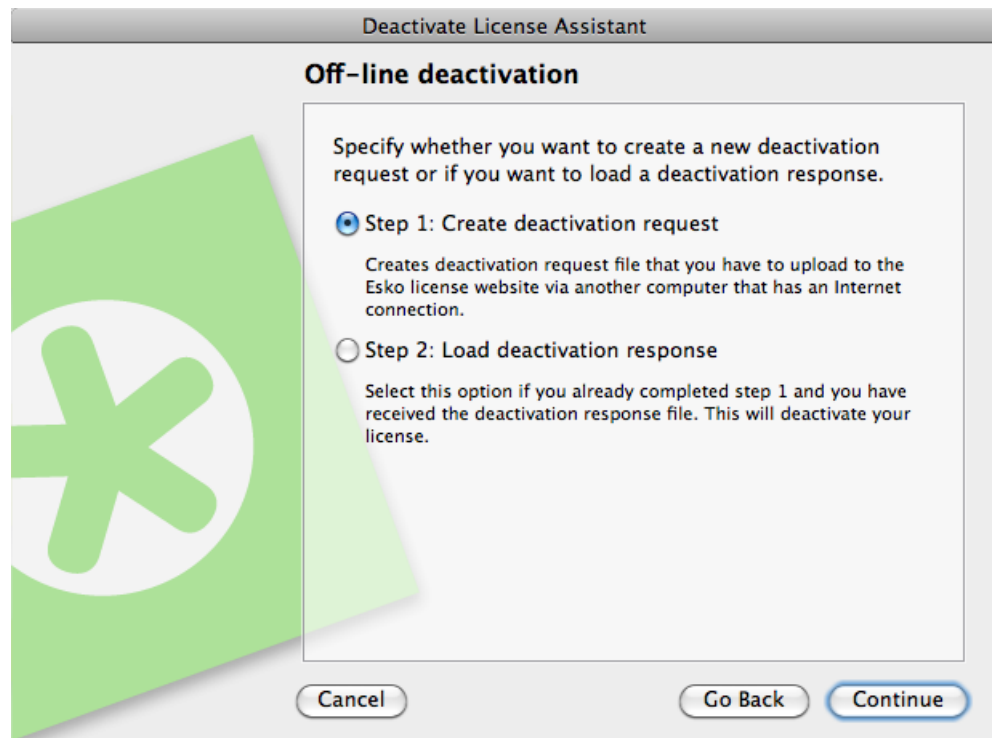 Deactivate License Assistant
Off-line deactivation
Specify whether you want to create a new deactivation
request or if you want to load a deactivation response.
Step 1: Create deactivation request
Creates deactivation request file that you have to upload to the
Esko license website via another computer that has an Internet
connection.
Step 2: Load deactivation response
Select this option if you already completed step 1 and you have
received the deactivation response file. This will deactivate your
license.
Cancel
Go Back
Continue